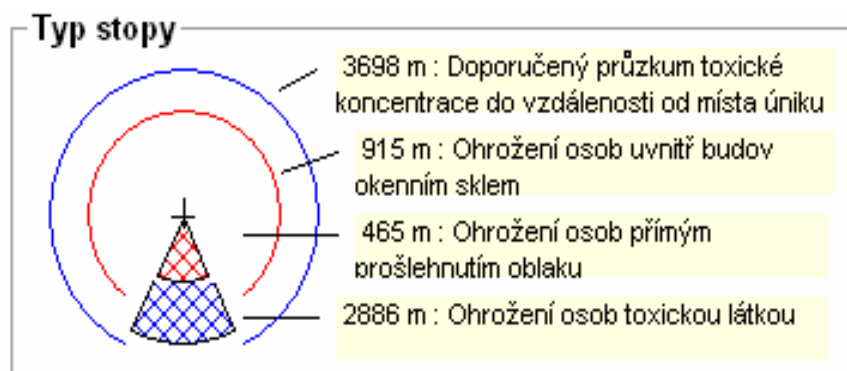 Typ stopy
3698 m : Doporučený průzkum toxické
koncentrace do vzdálenosti od místa úniku
915 m : Ohrožení osob uvnitř budov
okenním sklem
465 m : Ohrožení osob přímým
prošlehnutím oblaku
2886 m : Ohrožení osob toxickou látkou